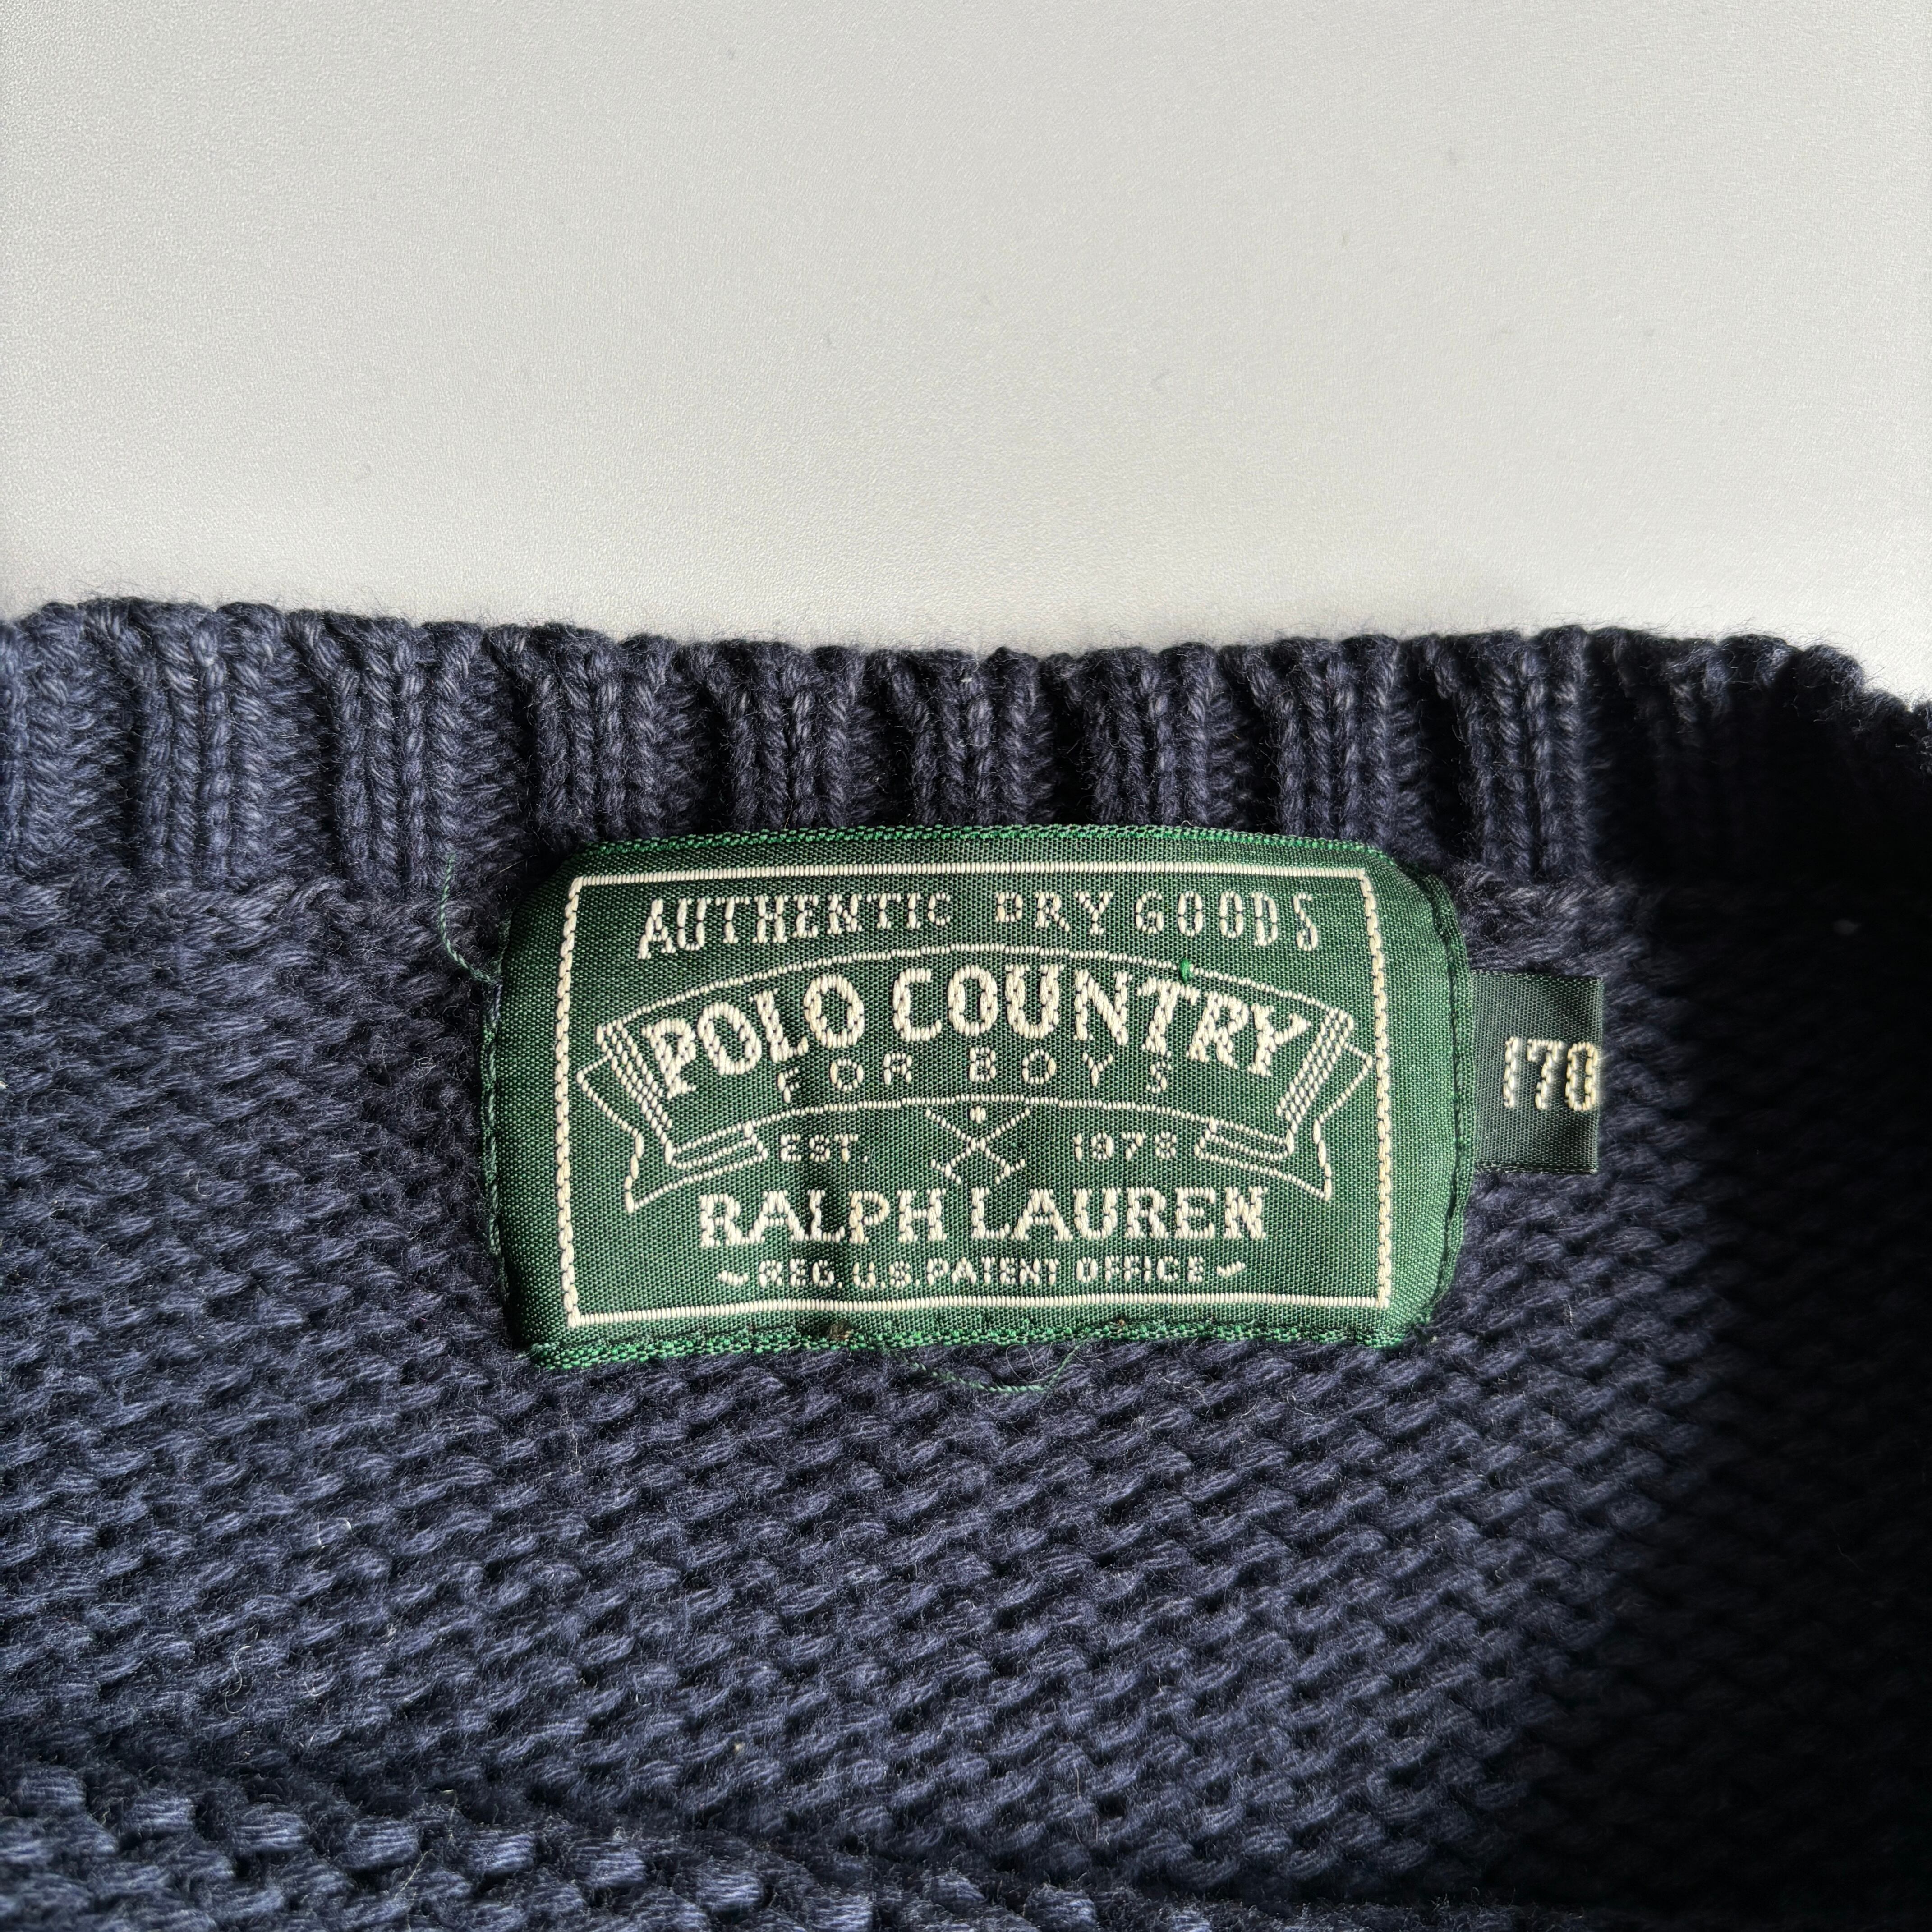 AUTHENTIC DRY GOODS
POLO COUNTRY
FOR BOYS
EST. 1978
RALPH LAUREN
REG. U.S. PATENT OFFICE
170